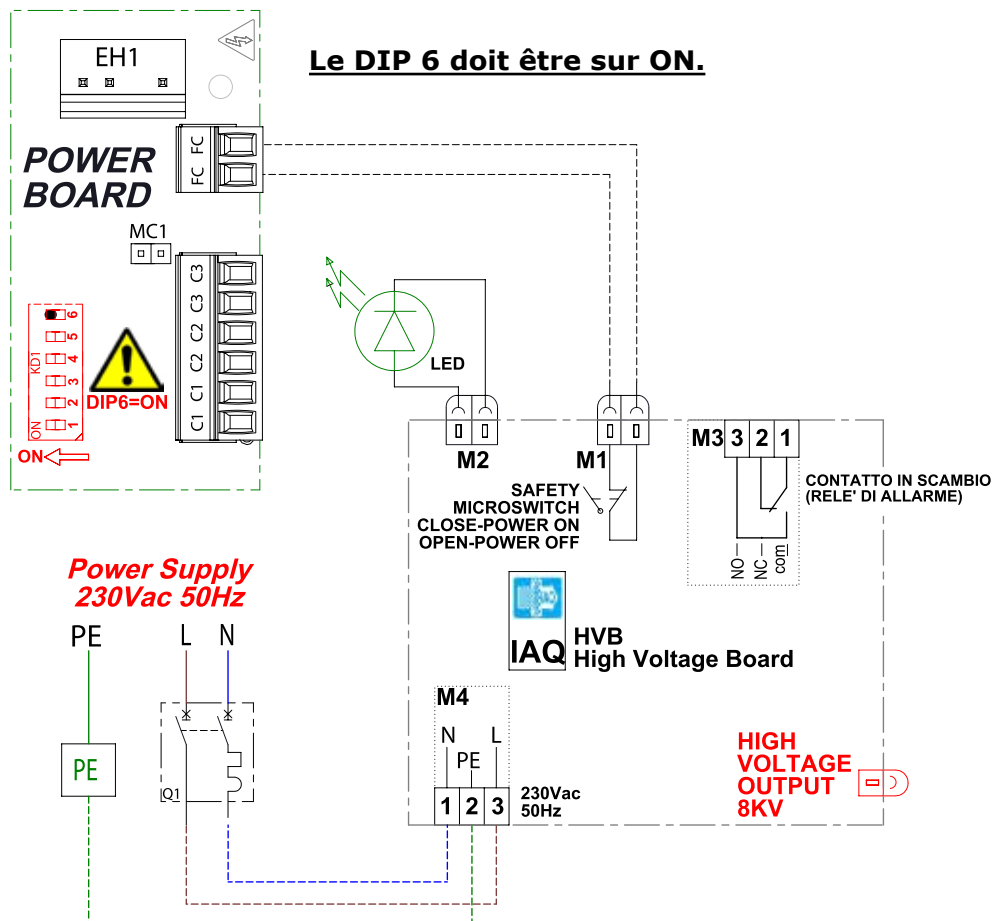 EH1
Le DIP 6 doit être sur ON.
POWER
BOARD
FC
FC
MC1
C3
C3
C2
C2
C1
C1
KD1
ON
6
5
4
3
2
1
DIP6=ON
ON
LED
M2
M1
M3
3 2 1
SAFETY
MICROSWITCH
CLOSE-POWER ON
OPEN-POWER OFF
CONTATTO IN SCAMBIO
(RELE' DI ALLARME)
NO
NC
com
Power Supply
230Vac 50Hz
PE
L
N
PE
Q1
IAQ
HVB
High Voltage Board
M4
N
L
PE
1 2 3
230Vac
50Hz
HIGH
VOLTAGE
OUTPUT
8KV